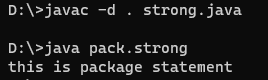 D:\>javac -d . strong.java
D:\>java pack.strong
this is package statement